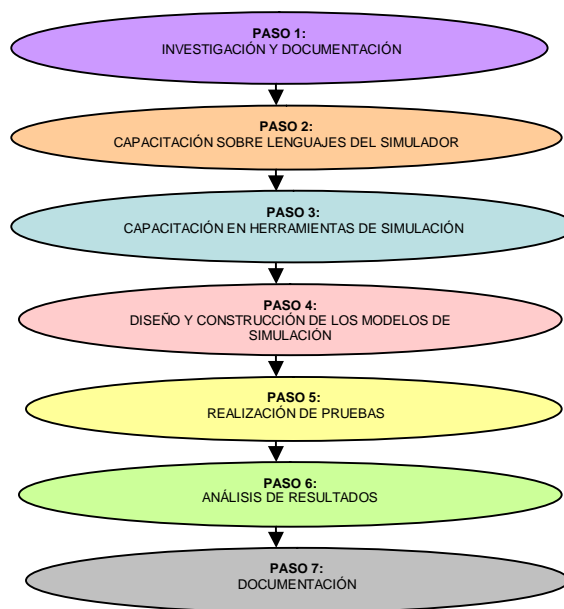 PASO 1:
INVESTIGACIÓN Y DOCUMENTACIÓN
PASO 2:
CAPACITACIÓN SOBRE LENGUAJES DEL SIMULADOR
PASO 3:
CAPACITACIÓN EN HERRAMIENTAS DE SIMULACIÓN
PASO 4:
DISEÑO Y CONSTRUCCIÓN DE LOS MODELOS DE
SIMULACIÓN
PASO 5:
REALIZACIÓN DE PRUEBAS
PASO 6:
ANÁLISIS DE RESULTADOS
PASO 7:
DOCUMENTACIÓN